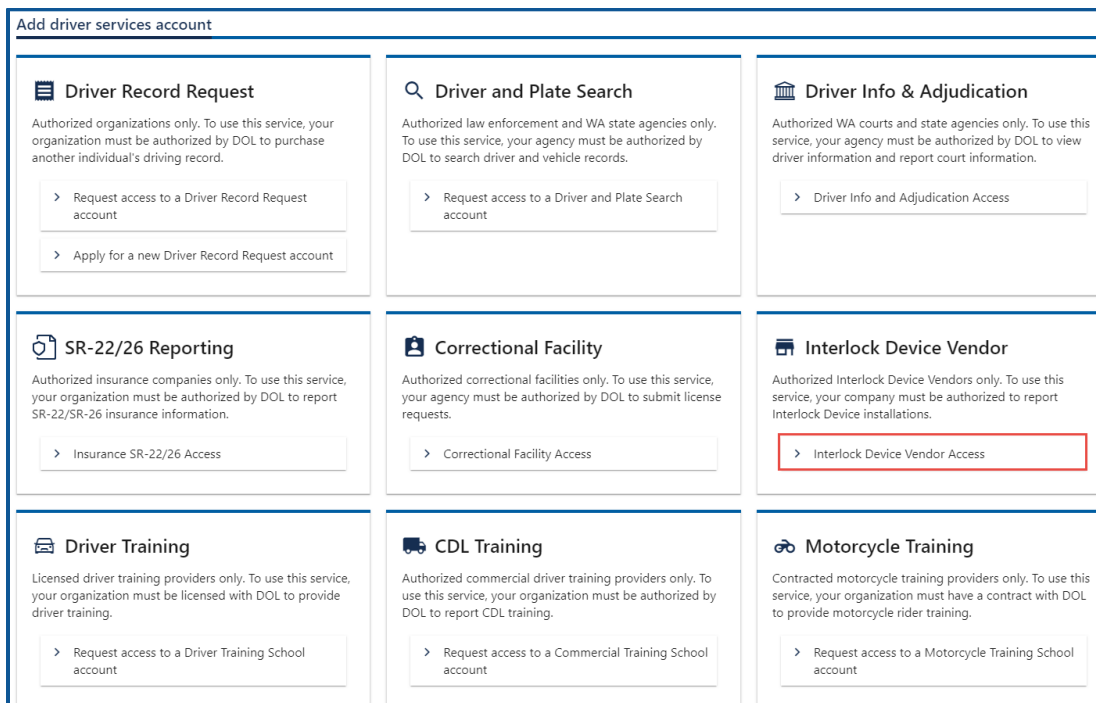 Add driver services account
Driver Record Request
Authorized organizations only. To use this service, your
organization must be authorized by DOL to purchase
another individual's driving record.
Request access to a Driver Record Request
account
Apply for a new Driver Record Request account
Driver and Plate Search
Authorized law enforcement and WA state agencies only.
To use this service, your agency must be authorized by
DOL to search driver and vehicle records.
Request access to a Driver and Plate Search
account
Driver Info & Adjudication
Authorized WA courts and state agencies only. To use this
service, your agency must be authorized by DOL to view
driver information and report court information.
Driver Info and Adjudication Access
SR-22/26 Reporting
Authorized insurance companies only. To use this service,
your organization must be authorized by DOL to report
SR-22/SR-26 insurance information.
Insurance SR-22/26 Access
Correctional Facility
Authorized correctional facilities only. To use this service,
your agency must be authorized by DOL to submit license
requests.
Correctional Facility Access
Interlock Device Vendor
Authorized Interlock Device Vendors only. To use this
service, your company must be authorized to report
Interlock Device installations.
Interlock Device Vendor Access
Driver Training
Licensed driver training providers only. To use this service,
your organization must be licensed with DOL to provide
driver training.
Request access to a Driver Training School
account
CDL Training
Authorized commercial driver training providers only. To
use this service, your organization must be authorized by
DOL to report CDL training.
Request access to a Commercial Training School
account
Motorcycle Training
Contracted motorcycle training providers only. To use this
service, your organization must have a contract with DOL
to provide motorcycle rider training.
Request access to a Motorcycle Training School
account